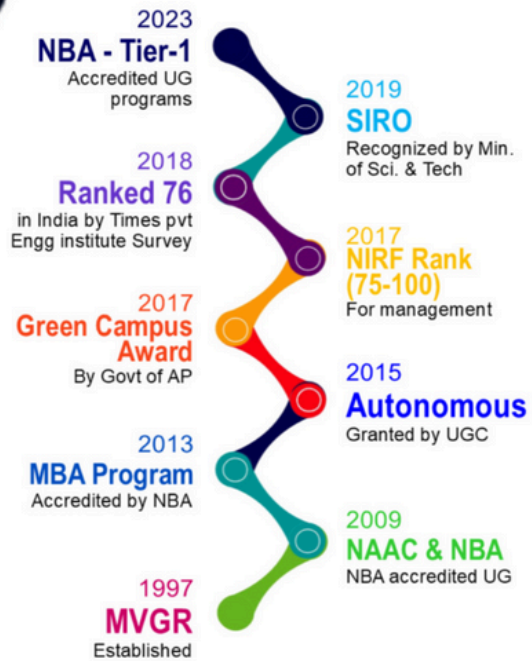 2023
NBA - Tier-1
Accredited UG
programs
2019
SIRO
Recognized by Min.
of Sci. & Tech
2018
Ranked 76
in India by Times pvt
Engg institute Survey
2017
NIRF Rank
(75-100)
For management
2017
Green Campus
Award
By Govt of AP
2015
Autonomous
Granted by UGC
2013
MBA Program
Accredited by NBA
2009
NAAC & NBA
NBA accredited UG
1997
MVGR
Established